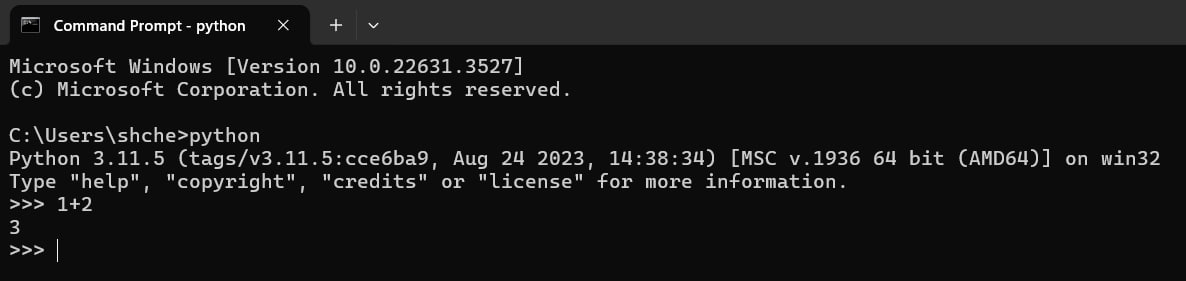 Command Prompt - python
Microsoft Windows [Version 10.0.22631.3527]
(c) Microsoft Corporation. All rights reserved.
C:\Users\shche>python
Python 3.11.5 (tags/v3.11.5:cce6ba9, Aug 24 2023, 14:38:34) [MSC v.1936 64 bit (AMD64)] on win32
Type "help", "copyright", "credits" or "license" for more information.
>>> 1+2
3
>>>